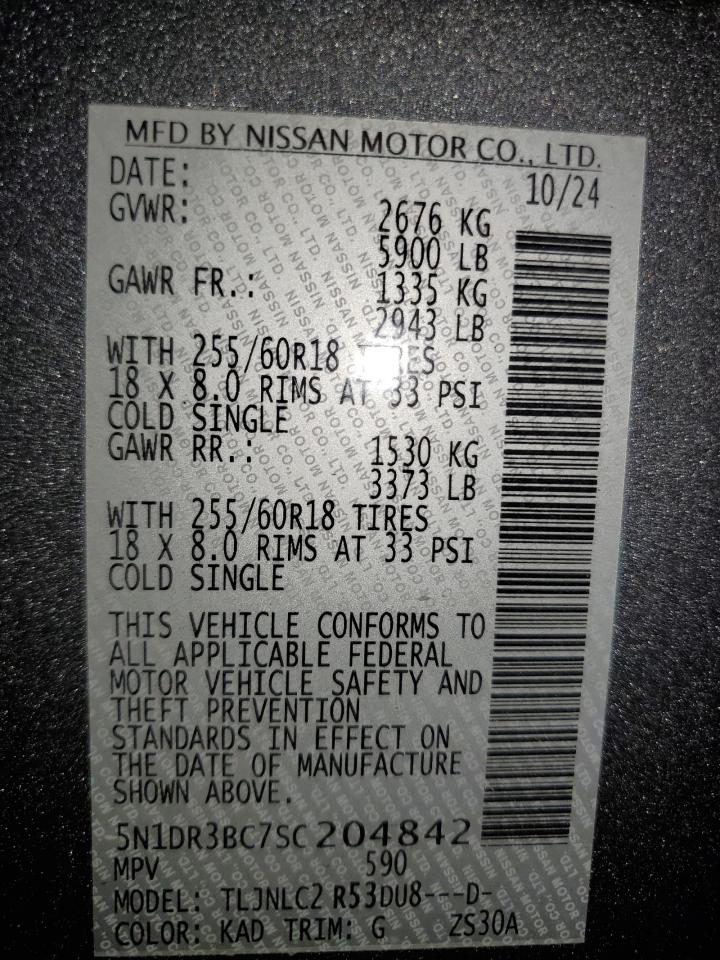 MFD BY NISSAN MOTOR CO., LTD.
DATE: 10/24
GVWR: 2676 KG
5900 LB
GAWR FR.: 1335 KG
2943 LB
WITH 255/60R18 TIRES
18 X 8.0 RIMS AT 33 PSI
COLD SINGLE
GAWR RR.: 1530 KG
3373 LB
WITH 255/60R18 TIRES
18 X 8.0 RIMS AT 33 PSI
COLD SINGLE
THIS VEHICLE CONFORMS TO
ALL APPLICABLE FEDERAL
MOTOR VEHICLE SAFETY AND
THEFT PREVENTION
STANDARDS IN EFFECT ON
THE DATE OF MANUFACTURE
SHOWN ABOVE.
5N1DR3BC7SC204842
MPV 590
MODEL: TLJNLC2 R53DU8---D-
COLOR: KAD TRIM: G ZS30A